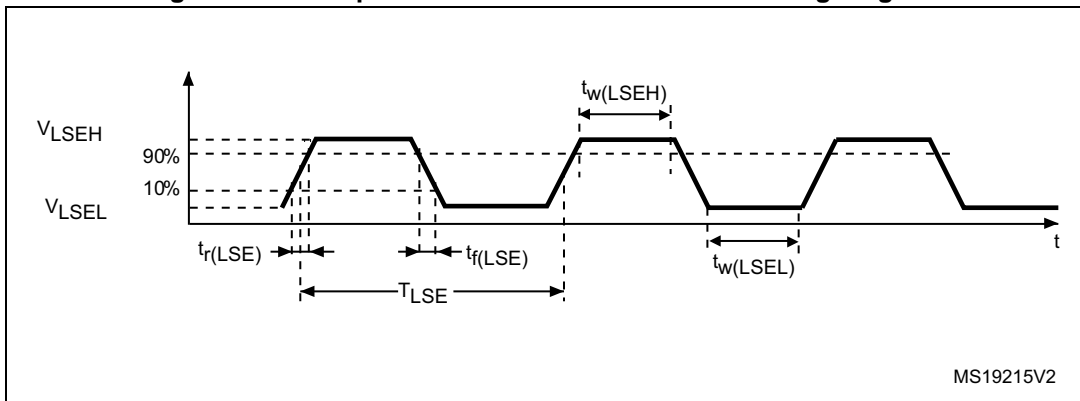 tw(LSEH)
VLSEH
90%
10%
VLSEL
tr(LSE)
tf(LSE)
TLSE
tw(LSEL)
t
MS19215V2